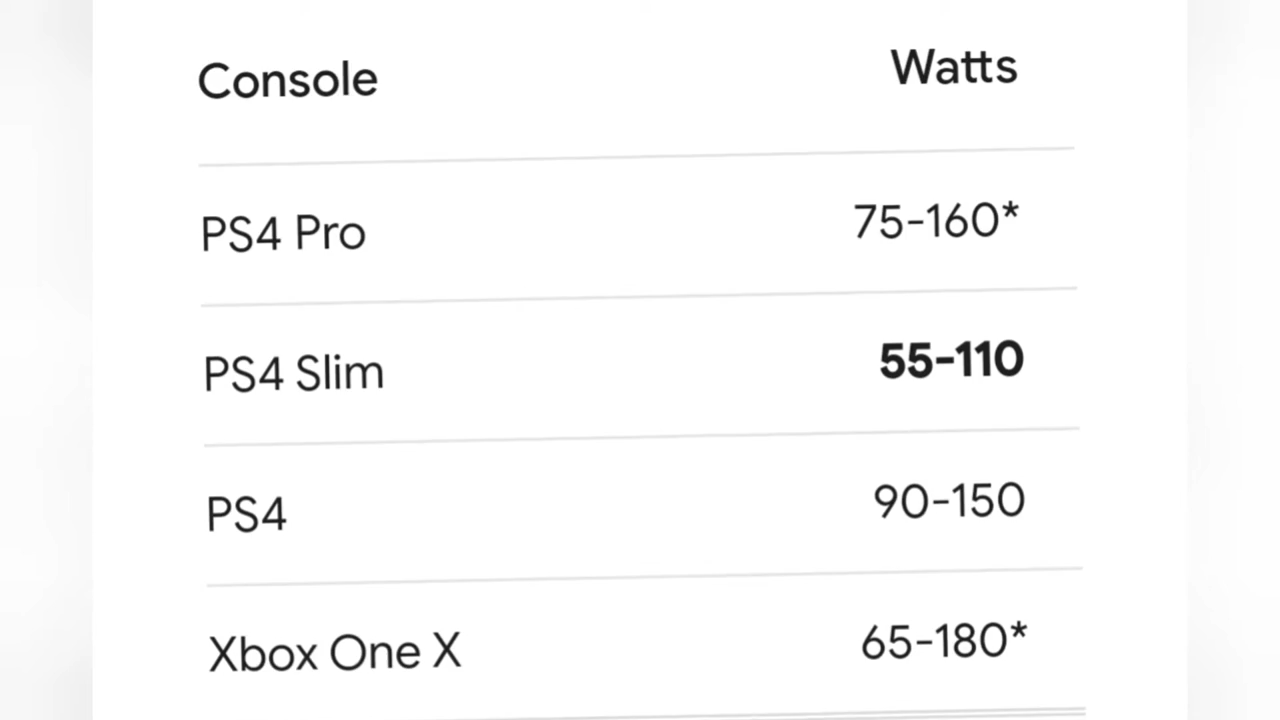 Console Watts
PS4 Pro 75-160*
PS4 Slim 55-110
PS4 90-150
Xbox One X 65-180*